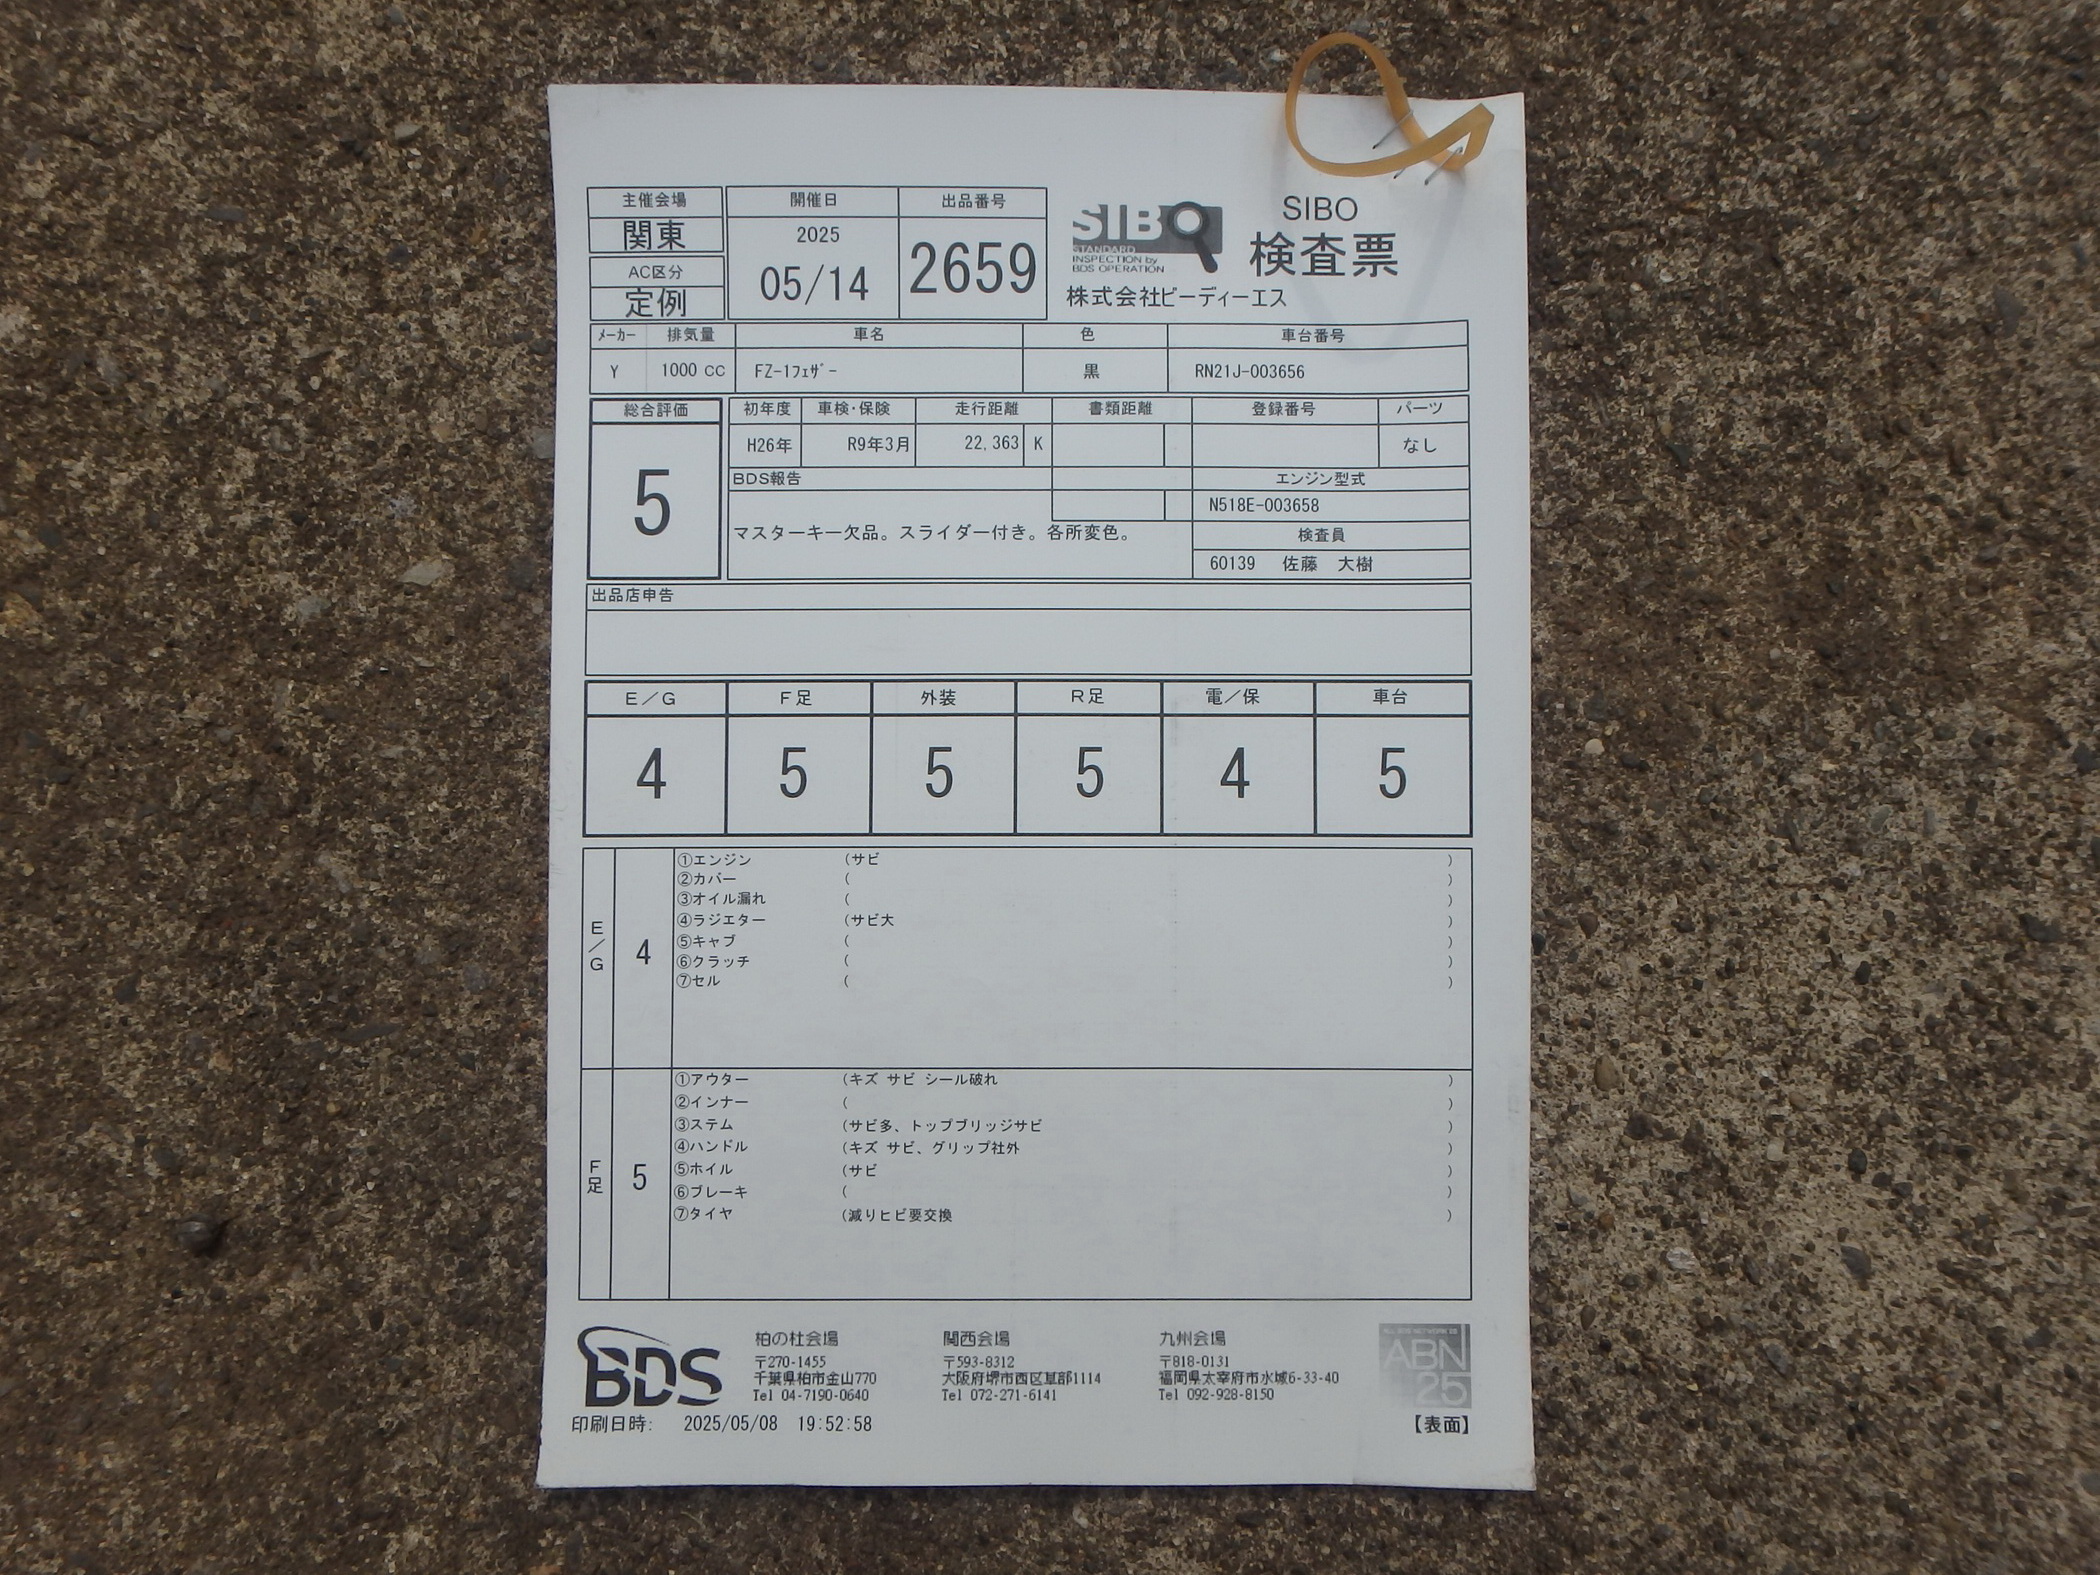 主催会場 開催日 出品番号
関東 2025 05/14 2659
AC区分
定例
SIBO
STANDARD
INSPECTION by
BDS OPERATION
SIBO
検査票
株式会社ビーディーエス
メーカー 排気量 車名 色 車台番号
Y 1000 CC FZ-1フェザー 黒 RN21J-003656
総合評価 初年度 車検・保険 走行距離 書類距離 登録番号 パーツ
5 H26年 R9年3月 22,363 K なし
BDS報告 エンジン型式
N518E-003658
マスターキー欠品。スライダー付き。各所変色。 検査員
60139 佐藤 大樹
出品店申告
E/G F足 外装 R足 電/保 車台
4 5 5 5 4 5
E/G 4
①エンジン (サビ )
②カバー ( )
③オイル漏れ ( )
④ラジエター (サビ大 )
⑤キャブ ( )
⑥クラッチ ( )
⑦セル ( )
F足 5
①アウター (キズ サビ シール破れ )
②インナー ( )
③ステム (サビ多、トップブリッジサビ )
④ハンドル (キズ サビ、グリップ社外 )
⑤ホイル (サビ )
⑥ブレーキ ( )
⑦タイヤ (減りヒビ要交換 )
BDS
柏の杜会場
〒270-1455
千葉県柏市金山770
Tel 04-7190-0640
関西会場
〒593-8312
大阪府堺市西区草部1114
Tel 072-271-6141
九州会場
〒818-0131
福岡県太宰府市水城6-33-40
Tel 092-928-8150
ALL BDS NETWORK 25
ABN
25
印刷日時: 2025/05/08 19:52:58 【表面】